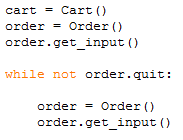 cart = Cart()
order = Order()
order.get_input()
while not order.quit:
    order = Order()
    order.get_input()